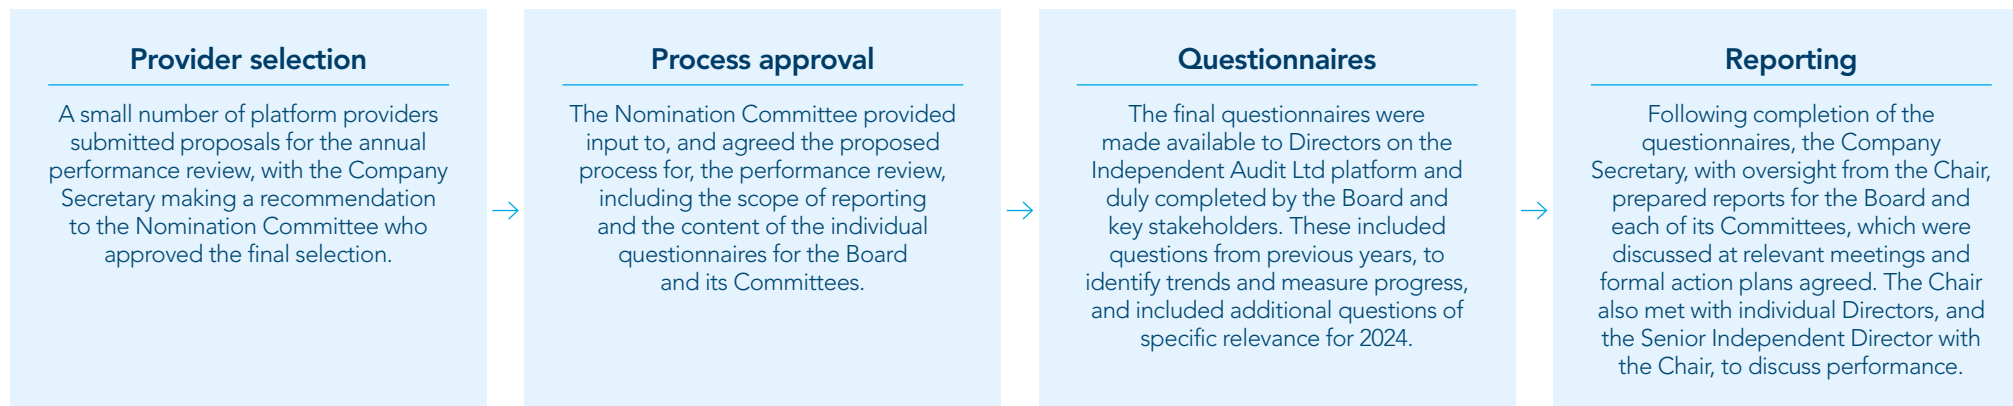 Provider selection
A small number of platform providers
submitted proposals for the annual
performance review, with the Company
Secretary making a recommendation
to the Nomination Committee who
approved the final selection.
Process approval
The Nomination Committee provided
input to, and agreed the proposed
process for, the performance review,
including the scope of reporting
and the content of the individual
questionnaires for the Board
and its Committees.
Questionnaires
The final questionnaires were
made available to Directors on the
Independent Audit Ltd platform and
duly completed by the Board and
key stakeholders. These included
questions from previous years, to
identify trends and measure progress,
and included additional questions of
specific relevance for 2024.
Reporting
Following completion of the
questionnaires, the Company
Secretary, with oversight from the Chair,
prepared reports for the Board and
each of its Committees, which were
discussed at relevant meetings and
formal action plans agreed. The Chair
also met with individual Directors, and
the Senior Independent Director with
the Chair, to discuss performance.